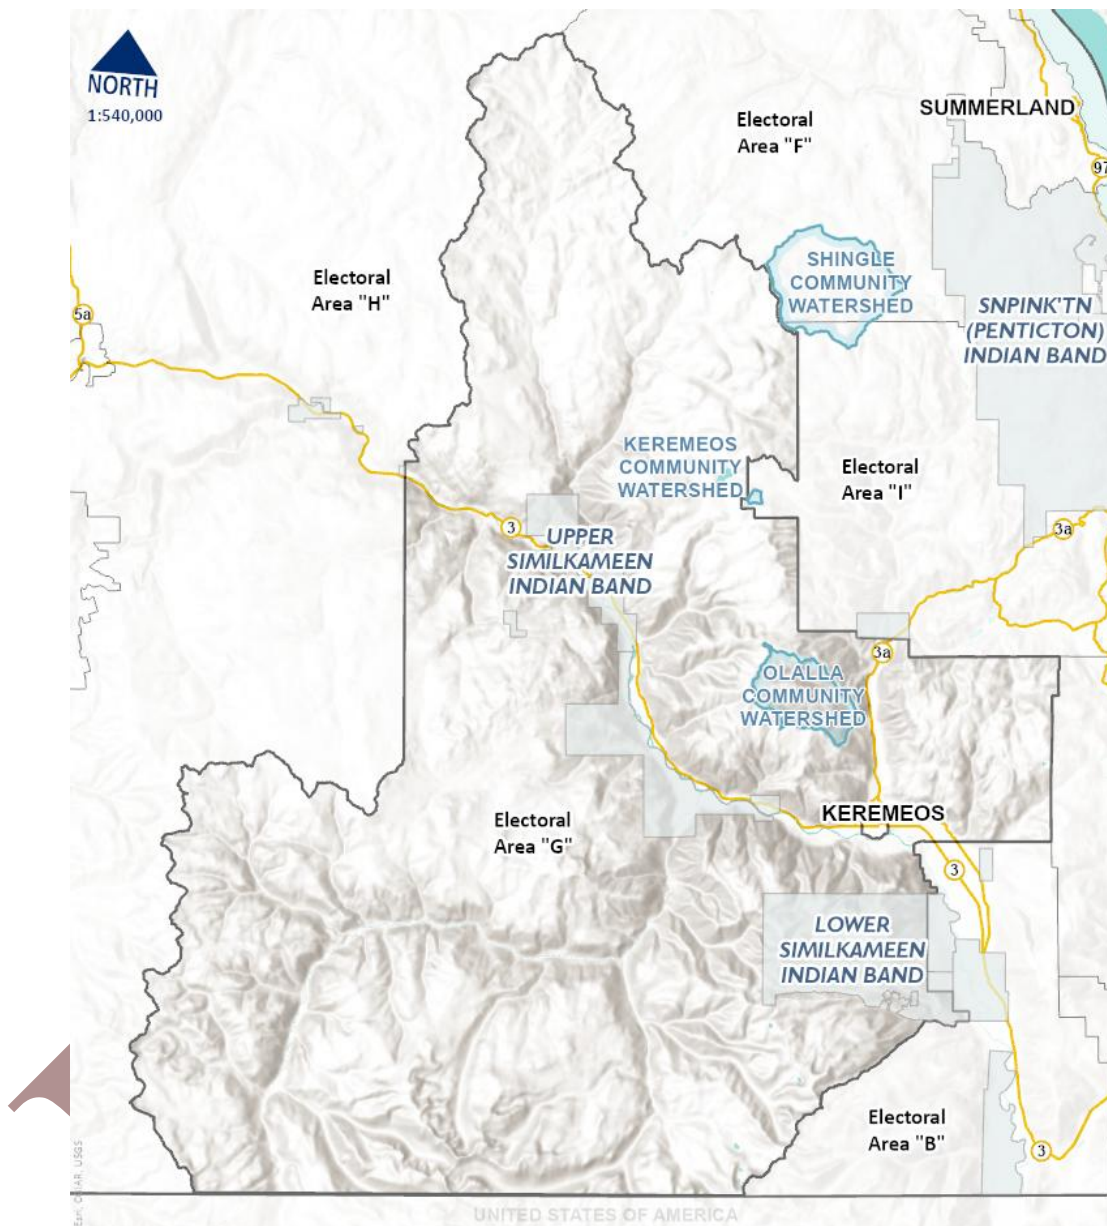 NORTH
1:540,000
SUMMERLAND
Electoral
Area "F"
97
SHINGLE
COMMUNITY
WATERSHED
Electoral
Area "H"
5a
SNPINK'TN
(PENTICTON)
INDIAN BAND
KEREMEOS
COMMUNITY
WATERSHED
Electoral
Area "I"
3
3a
UPPER
SIMILKAMEEN
INDIAN BAND
3a
OLALLA
COMMUNITY
WATERSHED
KEREMEOS
Electoral
Area "G"
3
LOWER
SIMILKAMEEN
INDIAN BAND
Electoral
Area "B"
3
UNITED STATES OF AMERICA
USGS